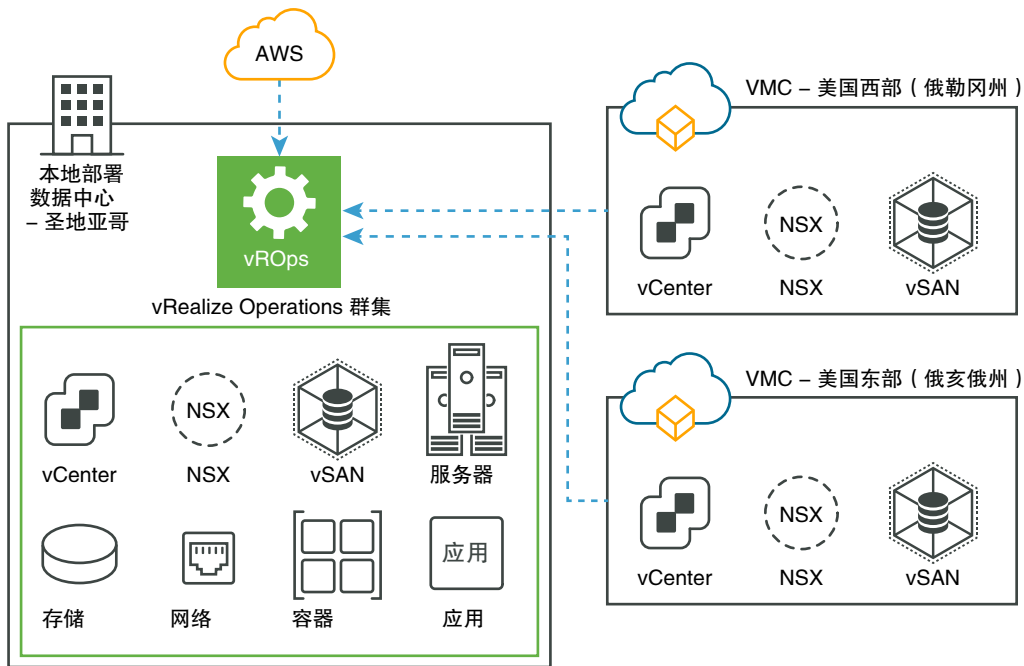 AWS
本地部署
数据中心
– 圣地亚哥
vROps
vRealize Operations 群集
NSX
vCenter
NSX
vSAN
服务器
应用
存储
网络
容器
应用
VMC – 美国西部（俄勒冈州）
NSX
vCenter
NSX
vSAN
VMC – 美国东部（俄亥俄州）
NSX
vCenter
NSX
vSAN